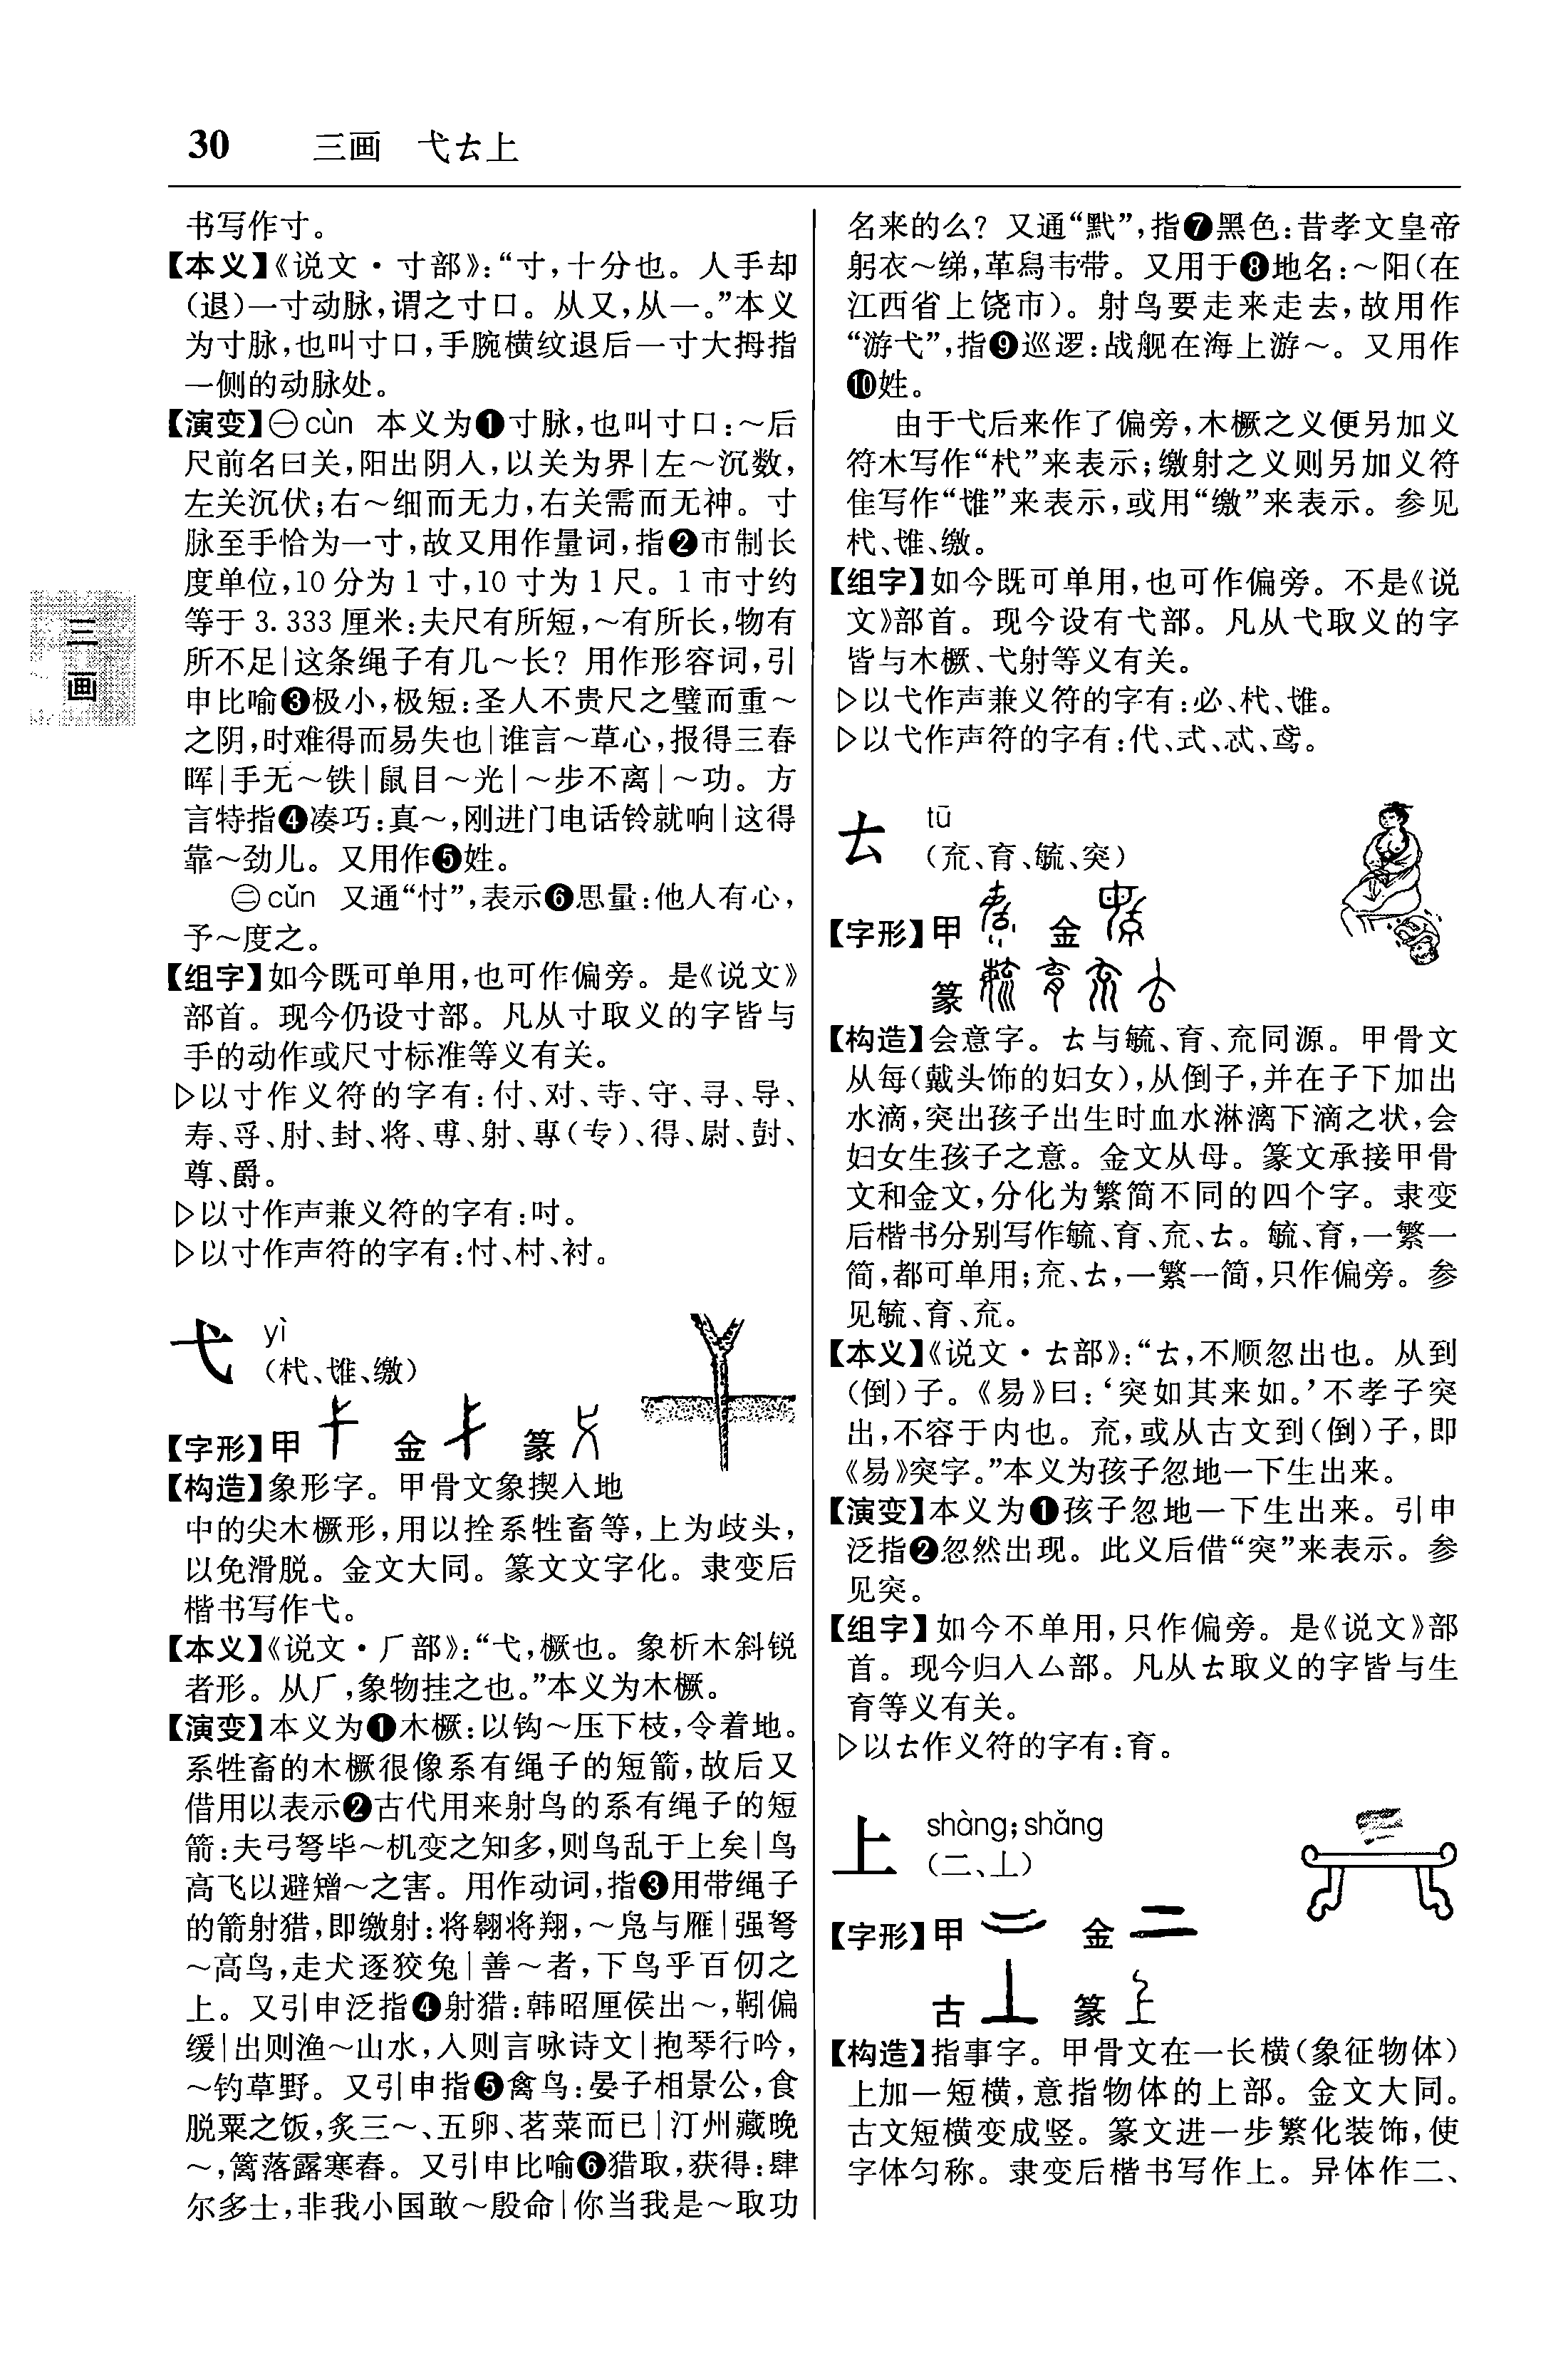 30 三画 弋𠫓上
书写作寸。
【本义】《说文·寸部》:“寸,十分也。人手却
(退)一寸动脉,谓之寸口。从又,从一。”本义
为寸脉,也叫寸口,手腕横纹退后一寸大拇指
一侧的动脉处。
【演变】㊀cùn 本义为❶寸脉,也叫寸口:～后
尺前名曰关,阳出阴入,以关为界|左～沉数,
左关沉伏;右～细而无力,右关需而无神。寸
脉至手恰为一寸,故又用作量词,指❷市制长
度单位,10分为1寸,10寸为1尺。1市寸约
等于3.333厘米:夫尺有所短,～有所长,物有
所不足|这条绳子有几～长?用作形容词,引
申比喻❸极小,极短:圣人不贵尺之璧而重～
之阴,时难得而易失也|谁言～草心,报得三春
晖|手无～铁|鼠目～光|～步不离|～功。方
言特指❹凑巧:真～,刚进门电话铃就响|这得
靠～劲儿。又用作❺姓。
㊁cǔn 又通“忖”,表示❻思量:他人有心,
予～度之。
【组字】如今既可单用,也可作偏旁。是《说文》
部首。现今仍设寸部。凡从寸取义的字皆与
手的动作或尺寸标准等义有关。
▷以寸作义符的字有:付、对、寺、守、寻、导、
寿、寽、肘、封、将、尃、射、專(专)、得、尉、尌、
尊、爵。
▷以寸作声兼义符的字有:吋。
▷以寸作声符的字有:忖、村、衬。
弋 yì
(杙、隿、缴)
【字形】甲 金 篆
【构造】象形字。甲骨文象揳入地
中的尖木橛形,用以拴系牲畜等,上为歧头,
以免滑脱。金文大同。篆文文字化。隶变后
楷书写作弋。
【本义】《说文·厂部》:“弋,橛也。象析木斜锐
者形。从厂,象物挂之也。”本义为木橛。
【演变】本义为❶木橛:以钩～压下枝,令着地。
系牲畜的木橛很像系有绳子的短箭,故后又
借用以表示❷古代用来射鸟的系有绳子的短
箭:夫弓弩毕～机变之知多,则鸟乱于上矣|鸟
高飞以避矰～之害。用作动词,指❸用带绳子
的箭射猎,即缴射:将翱将翔,～凫与雁|强弩
～高鸟,走犬逐狡兔|善～者,下鸟乎百仞之
上。又引申泛指❹射猎:韩昭厘侯出～,靷偏
缓|出则渔～山水,入则言咏诗文|抱琴行吟,
～钓草野。又引申指❺禽鸟:晏子相景公,食
脱粟之饭,炙三～、五卵、茗菜而已|汀州藏晚
～,篱落露寒春。又引申比喻❻猎取,获得:肆
尔多士,非我小国敢～殷命|你当我是～取功
名来的么?又通“黓”,指❼黑色:昔孝文皇帝
躬衣～绨,革舄韦带。又用于❽地名:～阳(在
江西省上饶市)。射鸟要走来走去,故用作
“游弋”,指❾巡逻:战舰在海上游～。又用作
❿姓。
由于弋后来作了偏旁,木橛之义便另加义
符木写作“杙”来表示;缴射之义则另加义符
隹写作“隿”来表示,或用“缴”来表示。参见
杙、隿、缴。
【组字】如今既可单用,也可作偏旁。不是《说
文》部首。现今设有弋部。凡从弋取义的字
皆与木橛、弋射等义有关。
▷以弋作声兼义符的字有:必、杙、隿。
▷以弋作声符的字有:代、式、忒、鸢。
𠫓 tū
(㐬、育、毓、突)
【字形】甲 金
篆
【构造】会意字。𠫓与毓、育、㐬同源。甲骨文
从每(戴头饰的妇女),从倒子,并在子下加出
水滴,突出孩子出生时血水淋漓下滴之状,会
妇女生孩子之意。金文从母。篆文承接甲骨
文和金文,分化为繁简不同的四个字。隶变
后楷书分别写作毓、育、㐬、𠫓。毓、育,一繁一
简,都可单用;㐬、𠫓,一繁一简,只作偏旁。参
见毓、育、㐬。
【本义】《说文·𠫓部》:“𠫓,不顺忽出也。从到
(倒)子。《易》曰:‘突如其来如。’不孝子突
出,不容于内也。㐬,或从古文到(倒)子,即
《易》突字。”本义为孩子忽地一下生出来。
【演变】本义为❶孩子忽地一下生出来。引申
泛指❷忽然出现。此义后借“突”来表示。参
见突。
【组字】如今不单用,只作偏旁。是《说文》部
首。现今归入厶部。凡从𠫓取义的字皆与生
育等义有关。
▷以𠫓作义符的字有:育。
上 shàng;shǎng
(二、丄)
【字形】甲 金
古 篆
【构造】指事字。甲骨文在一长横(象征物体)
上加一短横,意指物体的上部。金文大同。
古文短横变成竖。篆文进一步繁化装饰,使
字体匀称。隶变后楷书写作上。异体作二、
三画